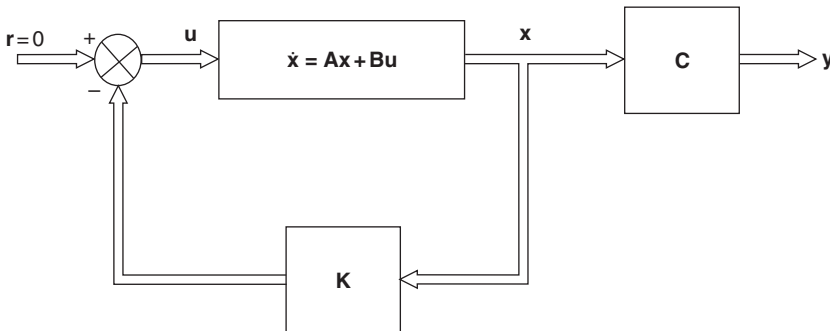 r = 0
+
−
u
ẋ = Ax + Bu
x
C
y
K